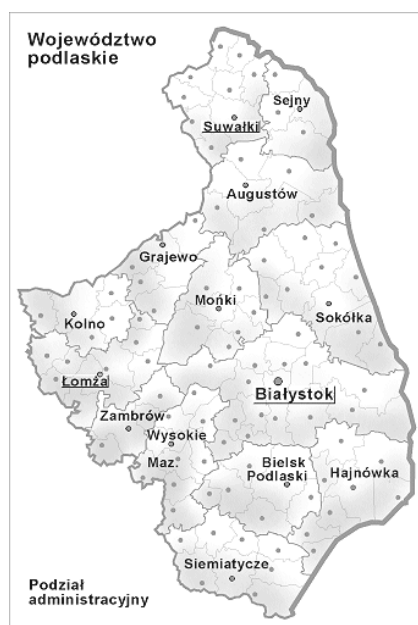 Województwo
podlaskie
Sejny
Suwałki
Augustów
Grajewo
Mońki
Kolno
Sokółka
Łomża
Białystok
Zambrów
Wysokie
Maz.
Bielsk
Podlaski
Hajnówka
Siemiatycze
Podział
administracyjny